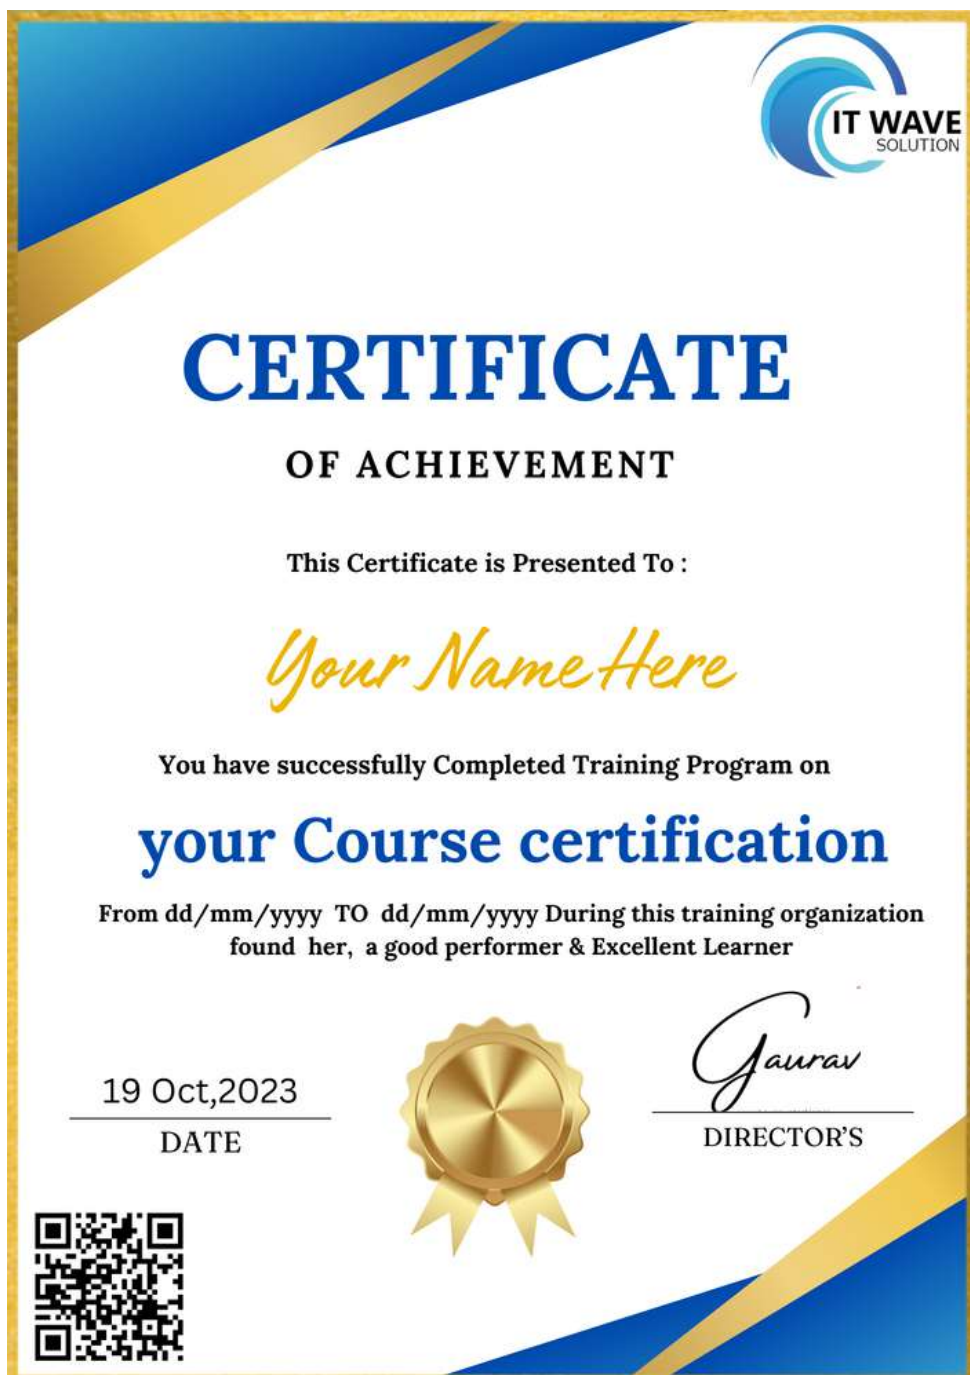 IT WAVE
SOLUTION
CERTIFICATE
OF ACHIEVEMENT
This Certificate is Presented To :
Your Name Here
You have successfully Completed Training Program on
your Course certification
From dd/mm/yyyy TO dd/mm/yyyy During this training organization
found her, a good performer & Excellent Learner
Gaurav
19 Oct,2023
DATE
DIRECTOR'S